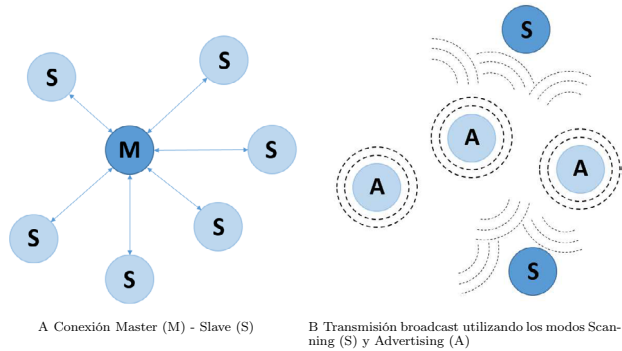 S
S
M
S
S
S
S
A Conexión Master (M) - Slave (S)
S
A
A
A
S
B Transmisión broadcast utilizando los modos Scan-
ning (S) y Advertising (A)